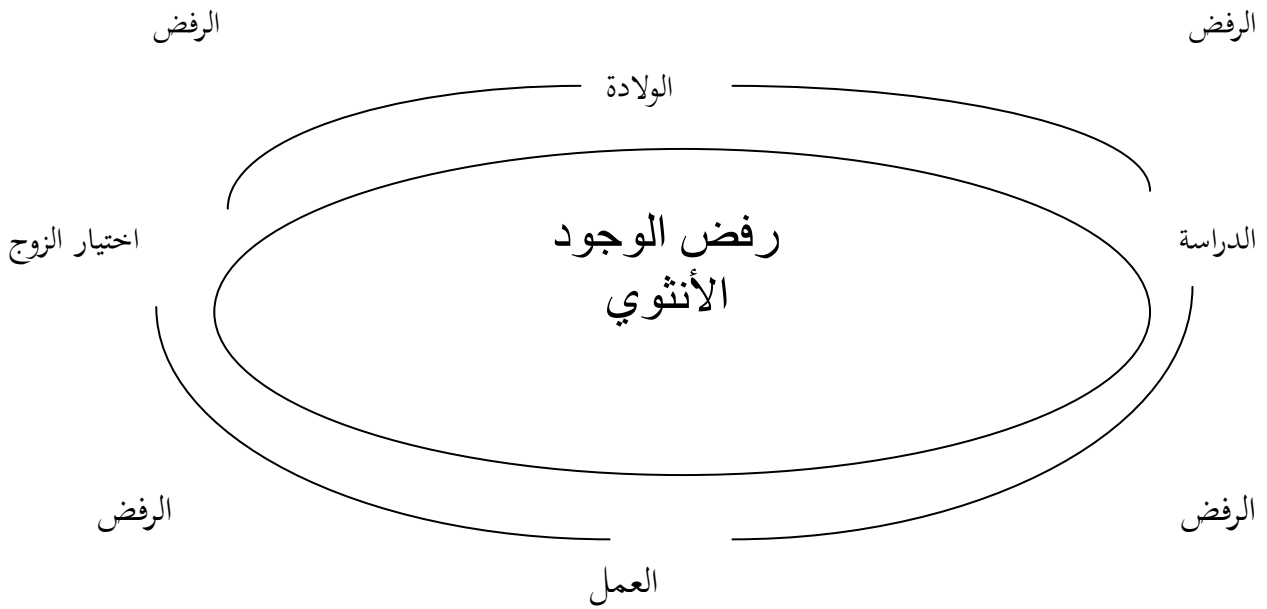 الرفض
الرفض
الولادة
الدراسة
رفض الوجود
الأنثوي
اختيار الزوج
الرفض
الرفض
العمل